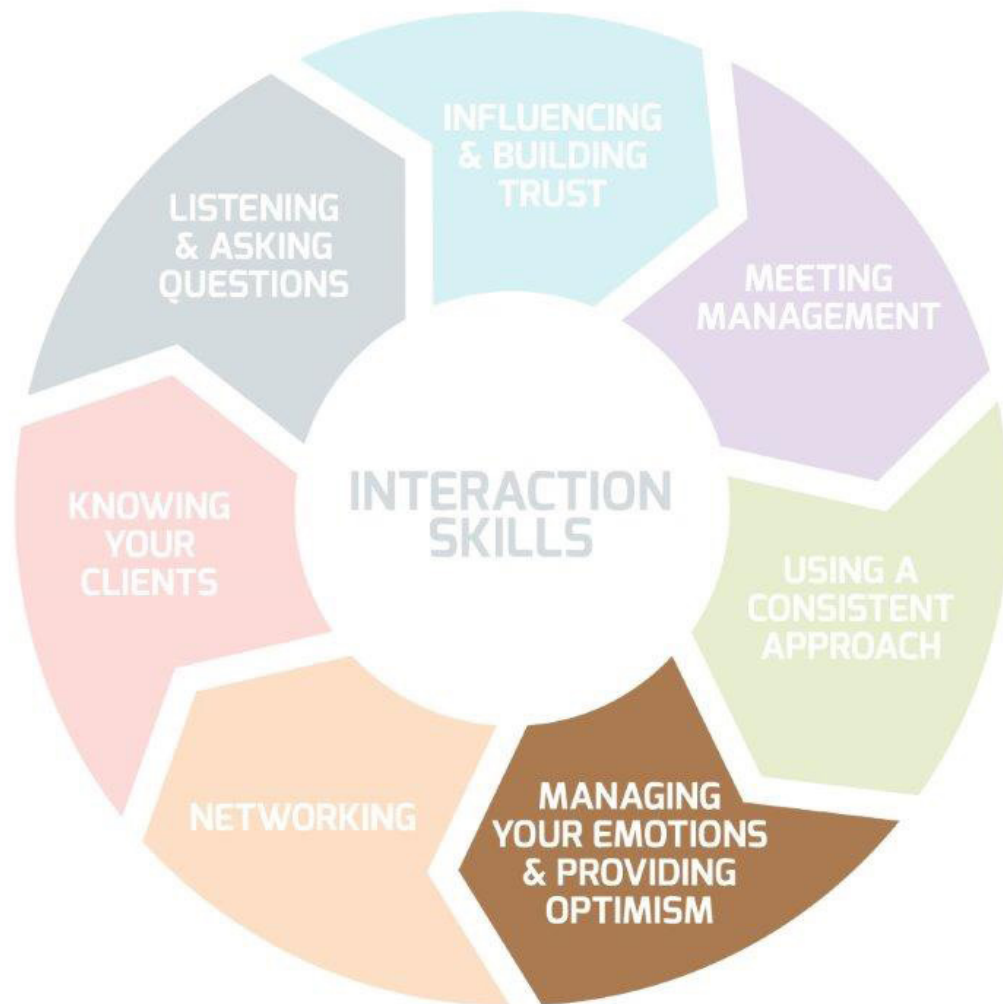 INFLUENCING
& BUILDING
TRUST
MEETING
MANAGEMENT
USING A
CONSISTENT
APPROACH
MANAGING
YOUR EMOTIONS
& PROVIDING
OPTIMISM
NETWORKING
KNOWING
YOUR
CLIENTS
LISTENING
& ASKING
QUESTIONS
INTERACTION
SKILLS